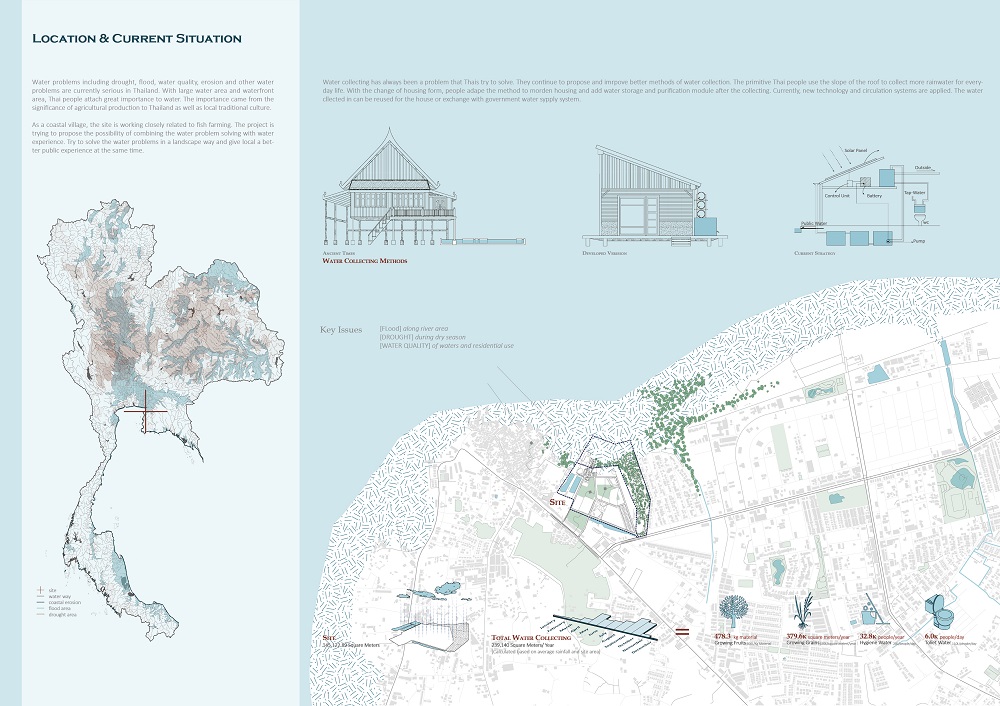 LOCATION & CURRENT SITUATION
Water problems including drought, flood, water quality, erosion and other water
problems are currently serious in Thailand. With large water area and waterfront
area, Thai people attach great importance to water. The importance came from the
significance of agricultural production to Thailand as well as local traditional culture.
As a coastal village, the site is working closely related to fish farming. The project is
trying to propose the possibility of combining the water problem solving with water
experience. Try to solve the water problems in a landscape way and give local a bet-
ter public experience at the same time.
site
water way
coastal erosion
flood area
drought area
Water collecting has always been a problem that Thais try to solve. They continue to propose and imrpove better methods of water collection. The primitive Thai people use the slope of the roof to collect more rainwater for every-
day life. With the change of housing form, people adape the method to morden housing and add water storage and purification module after the collecting. Currently, new technology and circulation systems are applied. The water
cllected in can be reused for the house or exchange with government water sypply system.
ANCIENT TIMES
WATER COLLECTING METHODS
DEVELOPED VERSION
Solar Panel
Outside
Control Unit
Battery
Tap-Water
WC
Public Water
Pump
CURRENT STRATEGY
Key Issues
[FLOOD] along river area
[DROUGHT] during dry season
[WATER QUALITY] of waters and residential use
SITE
SITE
Square Meters
TOTAL WATER COLLECTING
239,140 Square Meters/ Year
(Calculated based on average rainfall and site area)
=
478.3 kg material
Growing Fruit
379.6K square meters/year
Growing Grain
32.8K people/year
Hygiene Water
6.0K people/day
Toilet Water